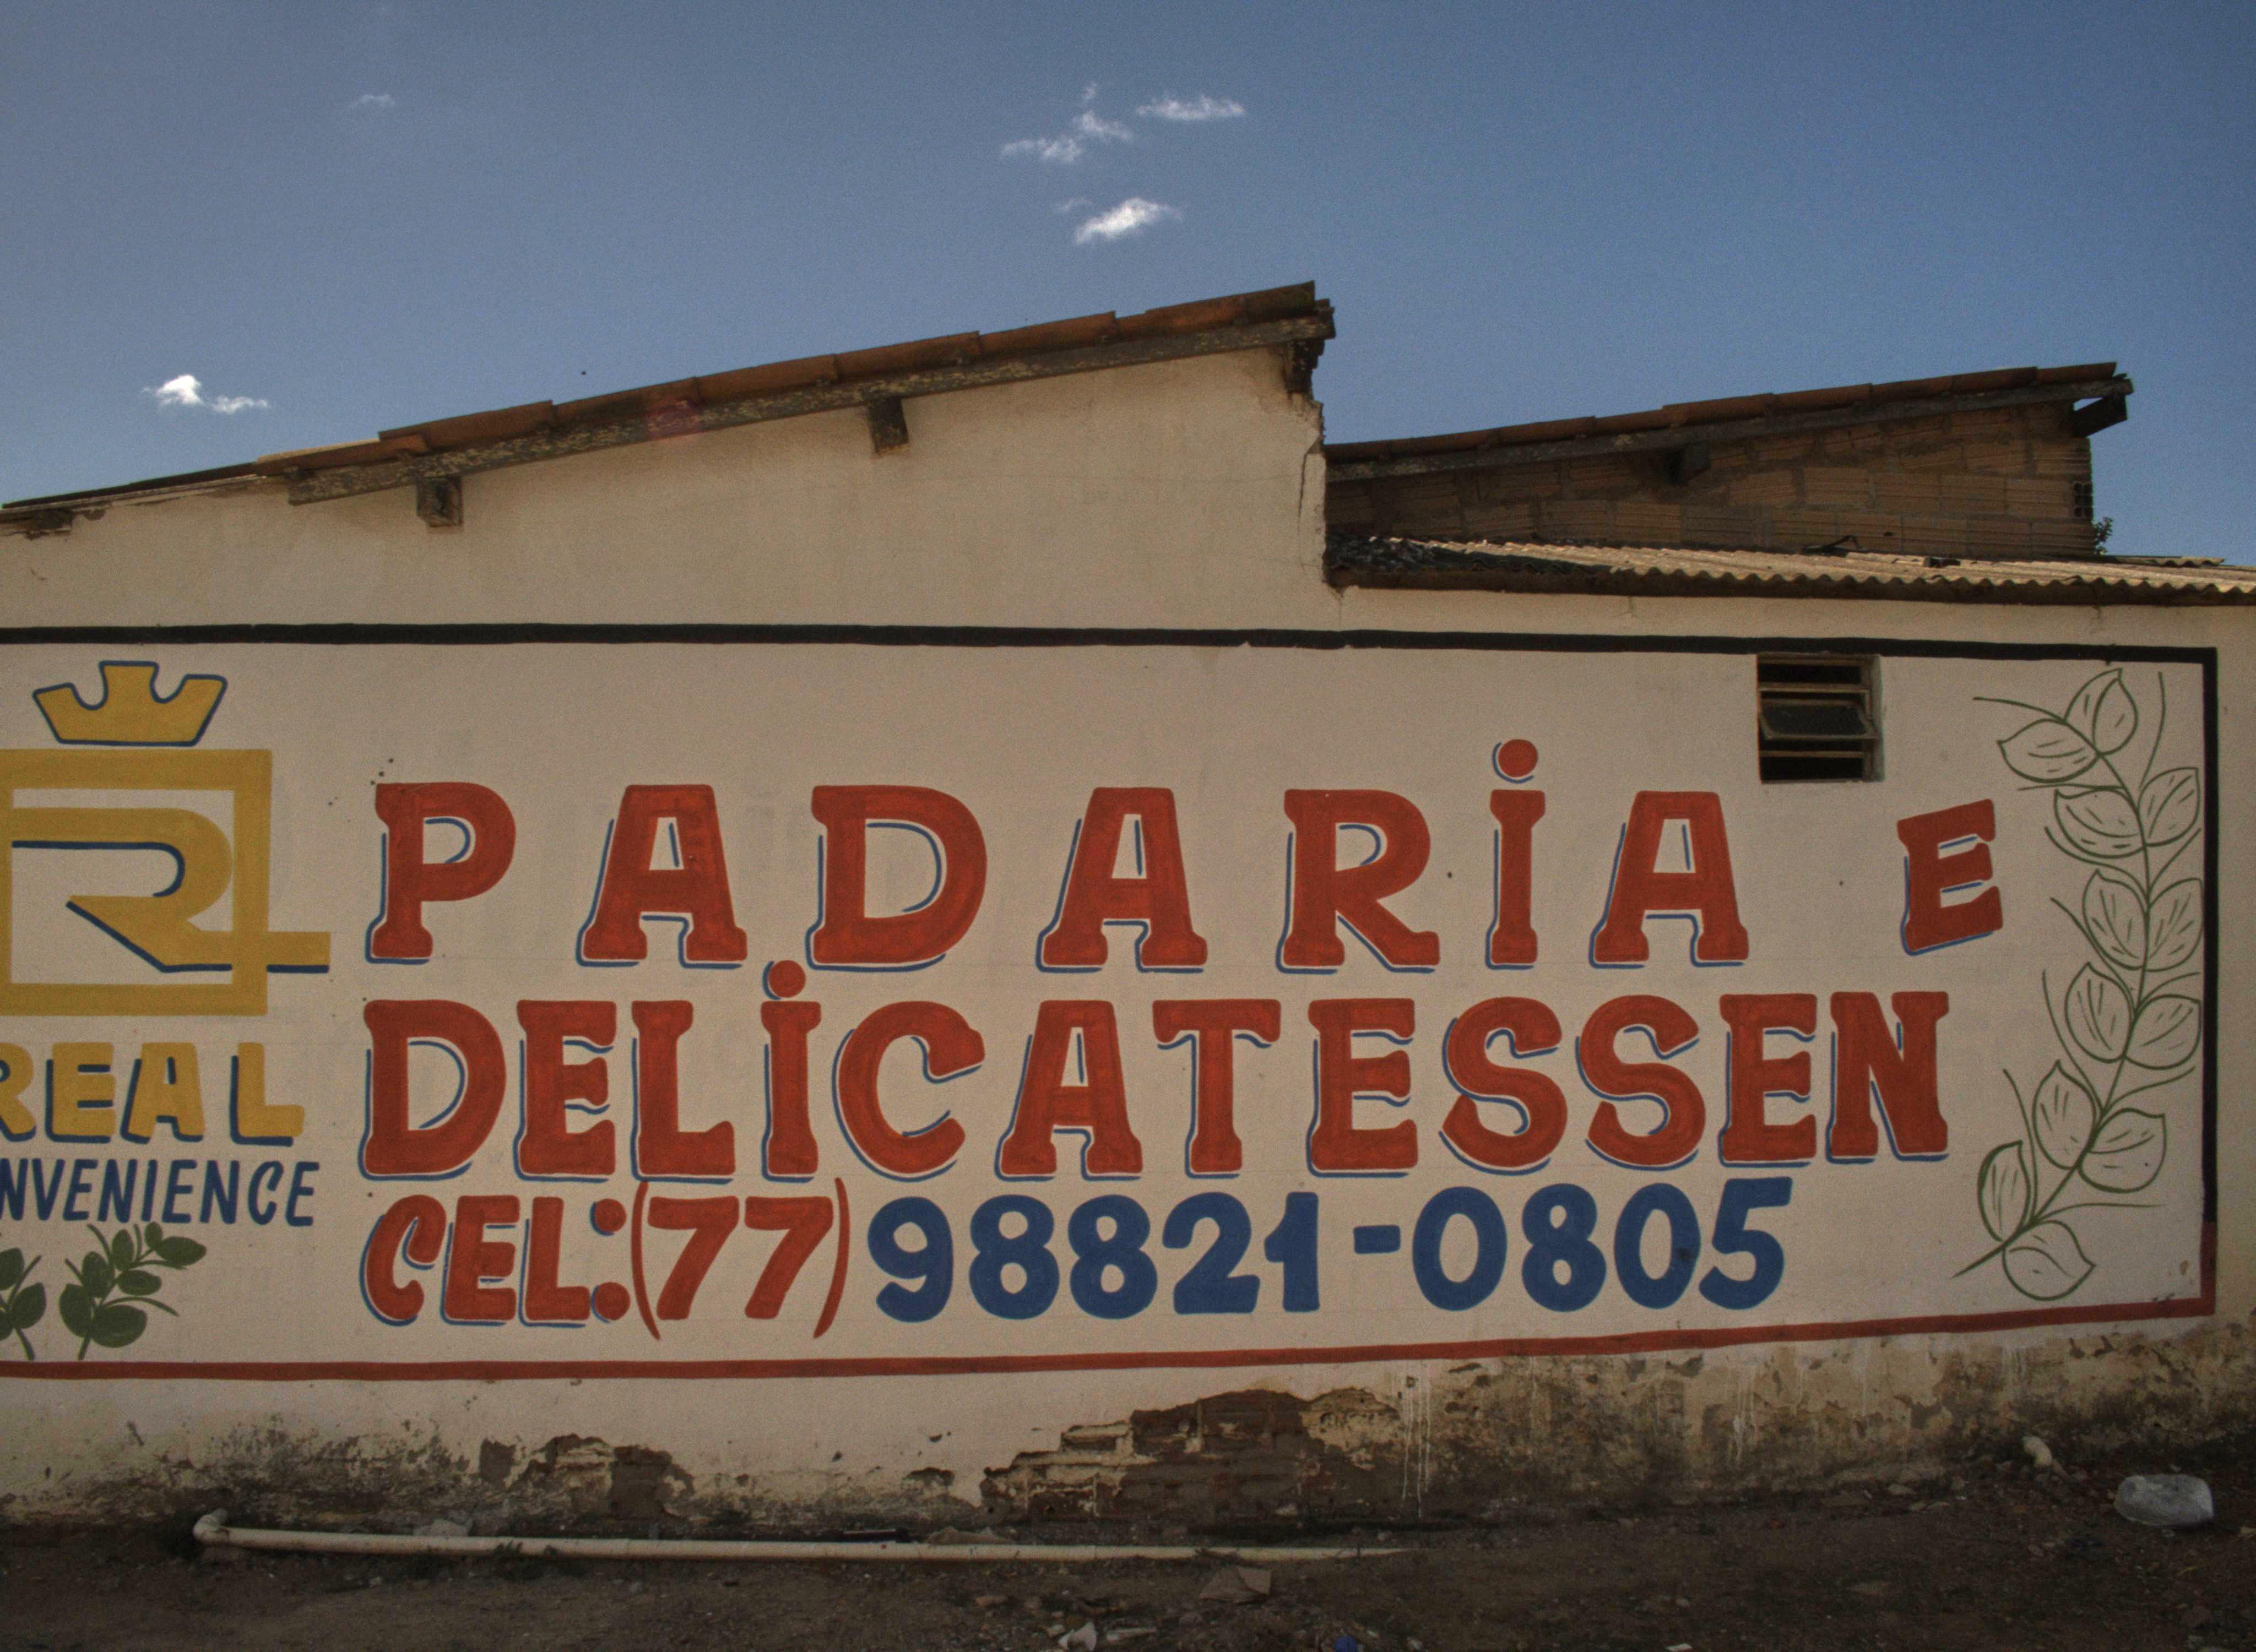 R
REAL
NVENIENCE
PADARiA E
DELiCATESSEN
CEL:(77)98821-0805